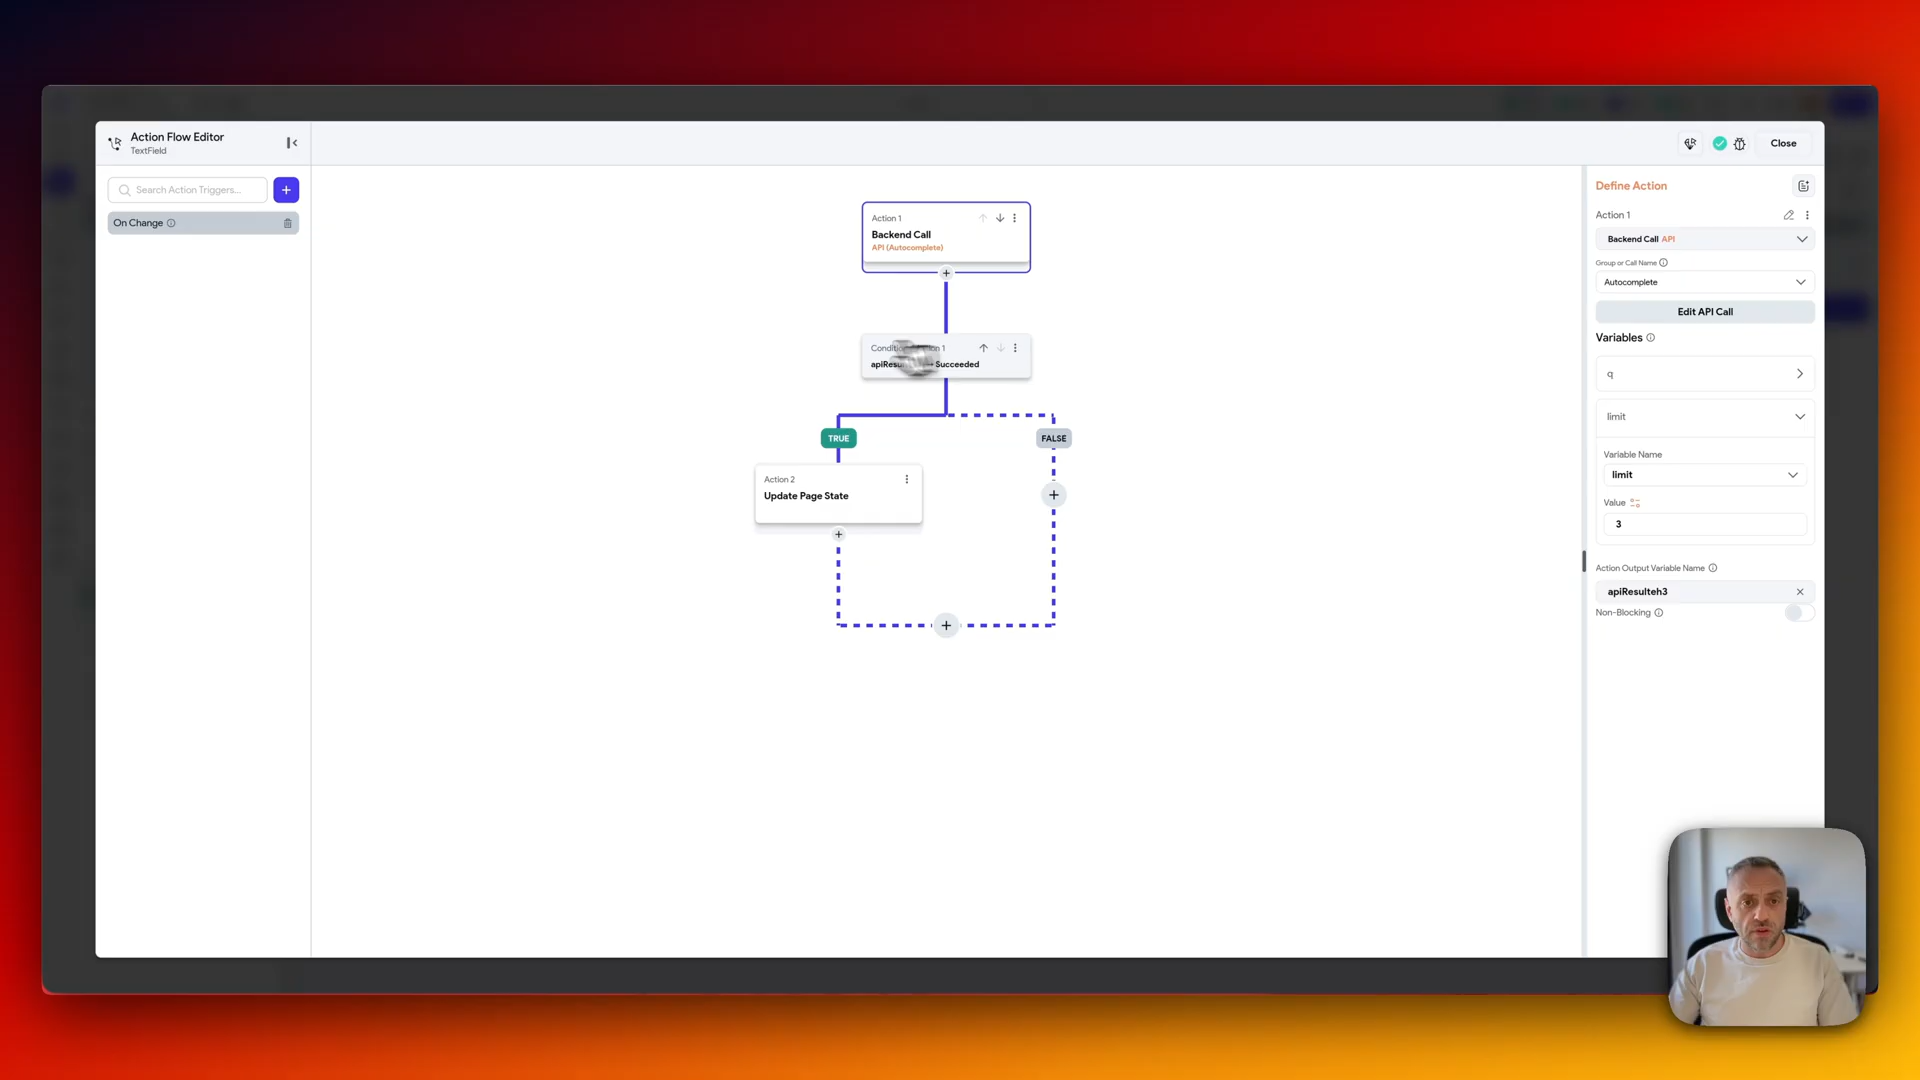 Action Flow Editor
TextField
Close
Search Action Triggers...
On Change
Action 1
Backend Call
API (Autocomplete)
Succeeded
TRUE
FALSE
Action 2
Update Page State
Define Action
Action 1
Backend Call API
Group or Call Name
Autocomplete
Edit API Call
Variables
q
limit
Variable Name
limit
Value
3
Action Output Variable Name
apiResulteh3
Non-Blocking